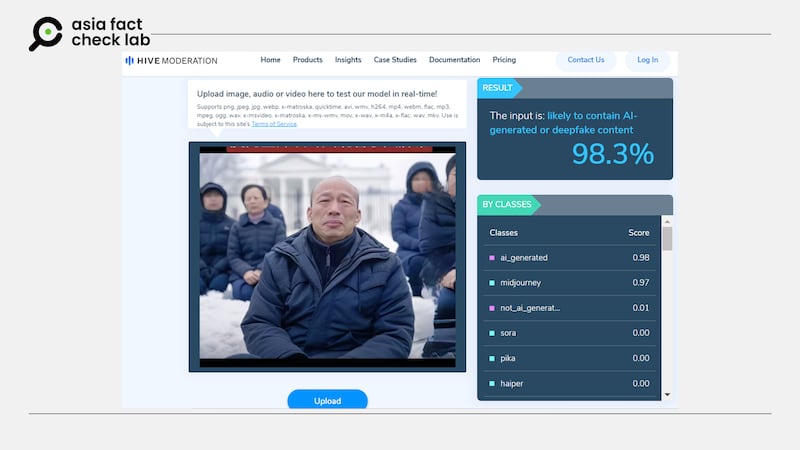 asia fact
check lab
HIVE MODERATION
Home Products Insights Case Studies Documentation Pricing Contact Us Log In
Upload image, audio or video here to test our model in real-time!
Supports png, jpeg, jpg, webp, x-matroska, quicktime, avi, wmv, h264, mp4, webm, flac, mp3,
mpeg, ogg, wav, x-msvideo, x-matroska, x-ms-wmv, mov, x-wav, x-m4a, x-flac, wav, mkv. Use is
subject to this site's Terms of Service.
RESULT
The input is: likely to contain AI-
generated or deepfake content
98.3%
BY CLASSES
Classes Score
ai_generated 0.98
midjourney 0.97
not_ai_generat... 0.01
sora 0.00
pika 0.00
haiper 0.00
Upload